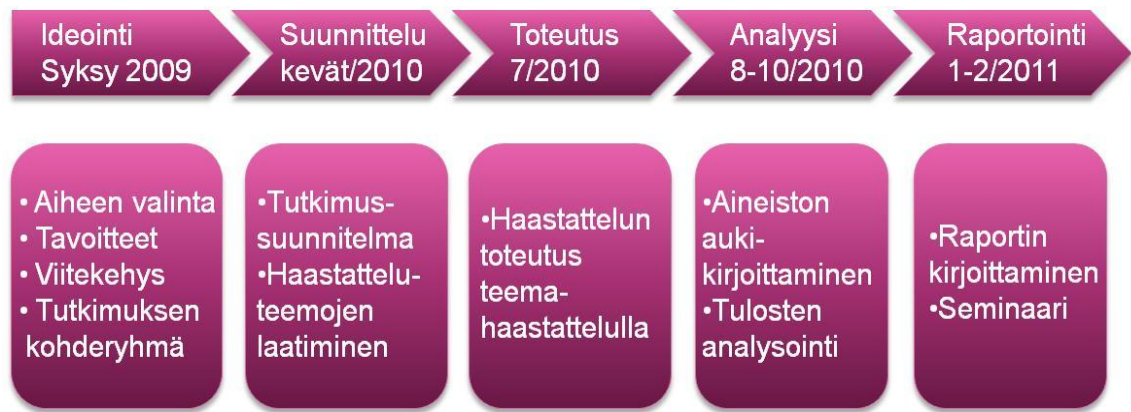 Ideointi
Syksy 2009
Suunnittelu
kevät/2010
Toteutus
7/2010
Analyysi
8-10/2010
Raportointi
1-2/2011
• Aiheen valinta
• Tavoitteet
• Viitekehys
• Tutkimuksen
kohderyhmä
•Tutkimus-
suunnitelma
•Haastattelu-
teemojen
laatiminen
•Haastattelun
toteutus
teema-
haastattelulla
•Aineiston
auki-
kirjoittaminen
•Tulosten
analysointi
•Raportin
kirjoittaminen
•Seminaari